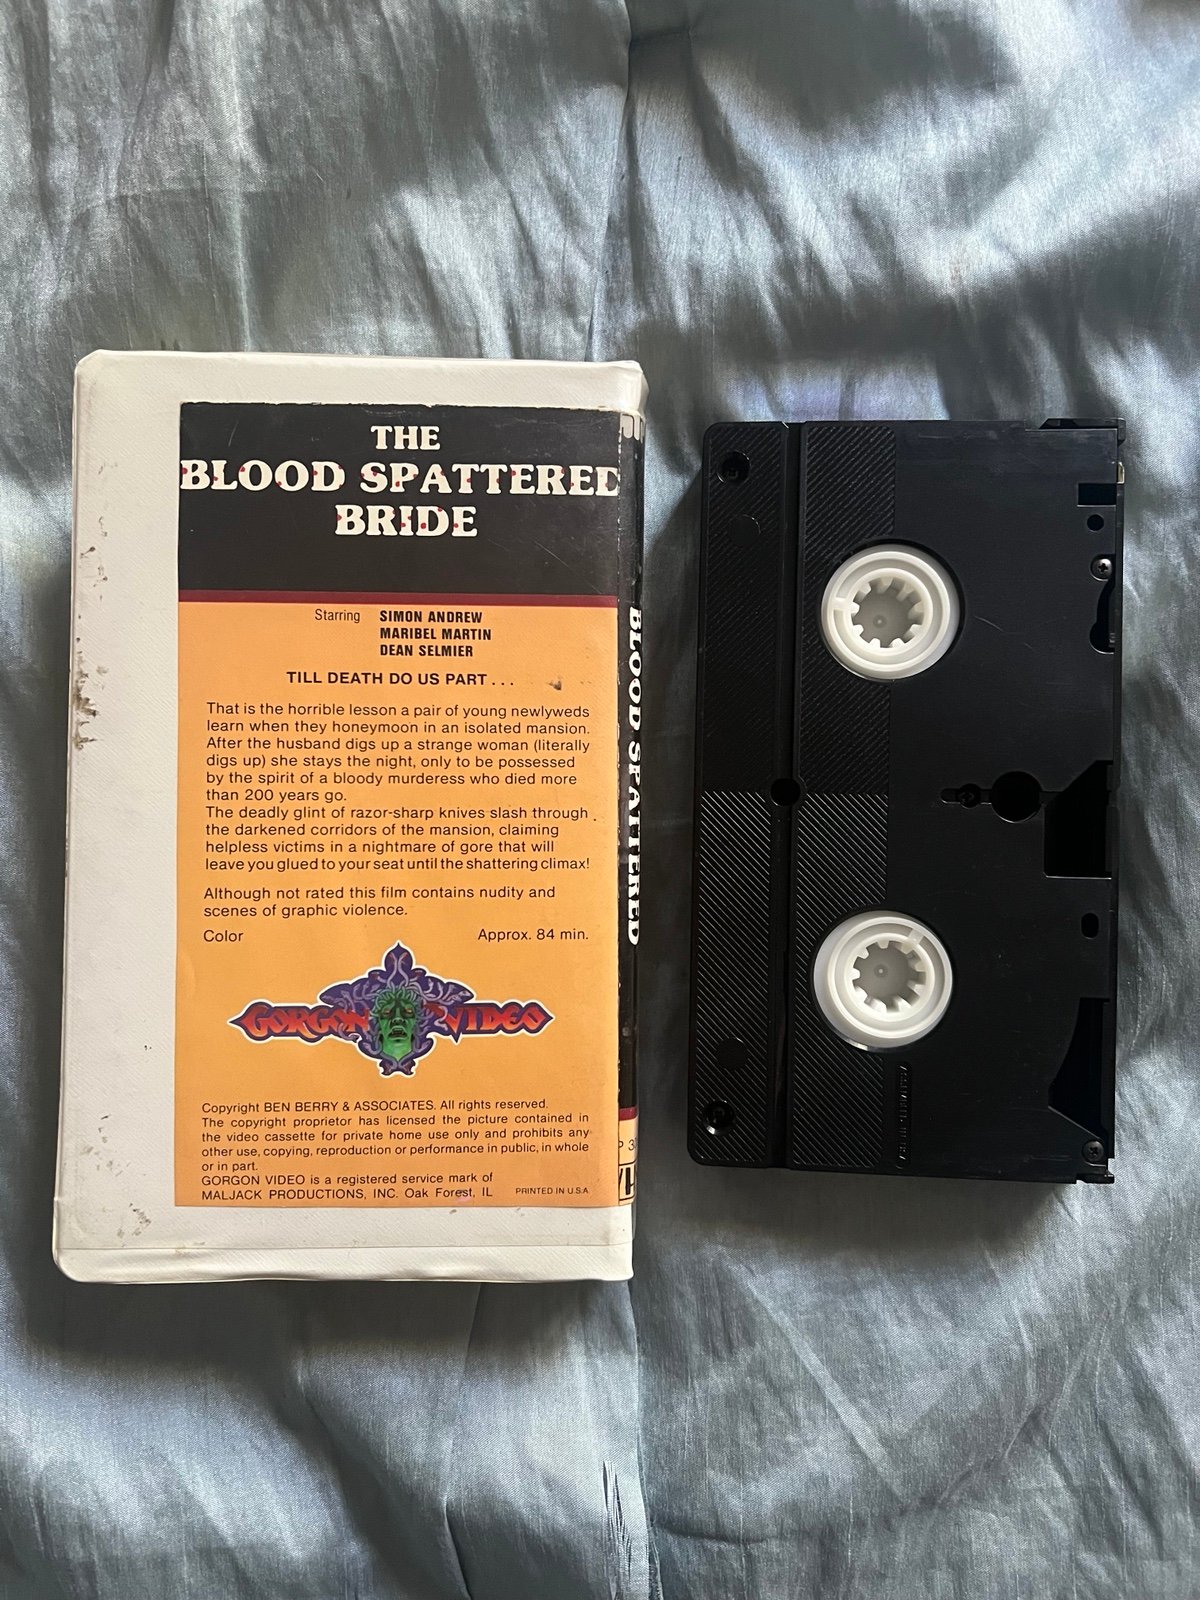 THE
BLOOD SPATTERED
BRIDE
Starring SIMON ANDREW
MARIBEL MARTIN
DEAN SELMIER
TILL DEATH DO US PART . . .
That is the horrible lesson a pair of young newlyweds
learn when they honeymoon in an isolated mansion.
After the husband digs up a strange woman (literally
digs up) she stays the night, only to be possessed
by the spirit of a bloody murderess who died more
than 200 years go.
The deadly glint of razor-sharp knives slash through
the darkened corridors of the mansion, claiming
helpless victims in a nightmare of gore that will
leave you glued to your seat until the shattering climax!
Although not rated this film contains nudity and
scenes of graphic violence.
Color Approx. 84 min.
GORGON VIDEO
Copyright BEN BERRY & ASSOCIATES. All rights reserved.
The copyright proprietor has licensed the picture contained in
the video cassette for private home use only and prohibits any
other use, copying, reproduction or performance in public, in whole
or in part.
GORGON VIDEO is a registered service mark of
MALJACK PRODUCTIONS, INC. Oak Forest, IL PRINTED IN U.S.A.
BLOOD SPATTERED